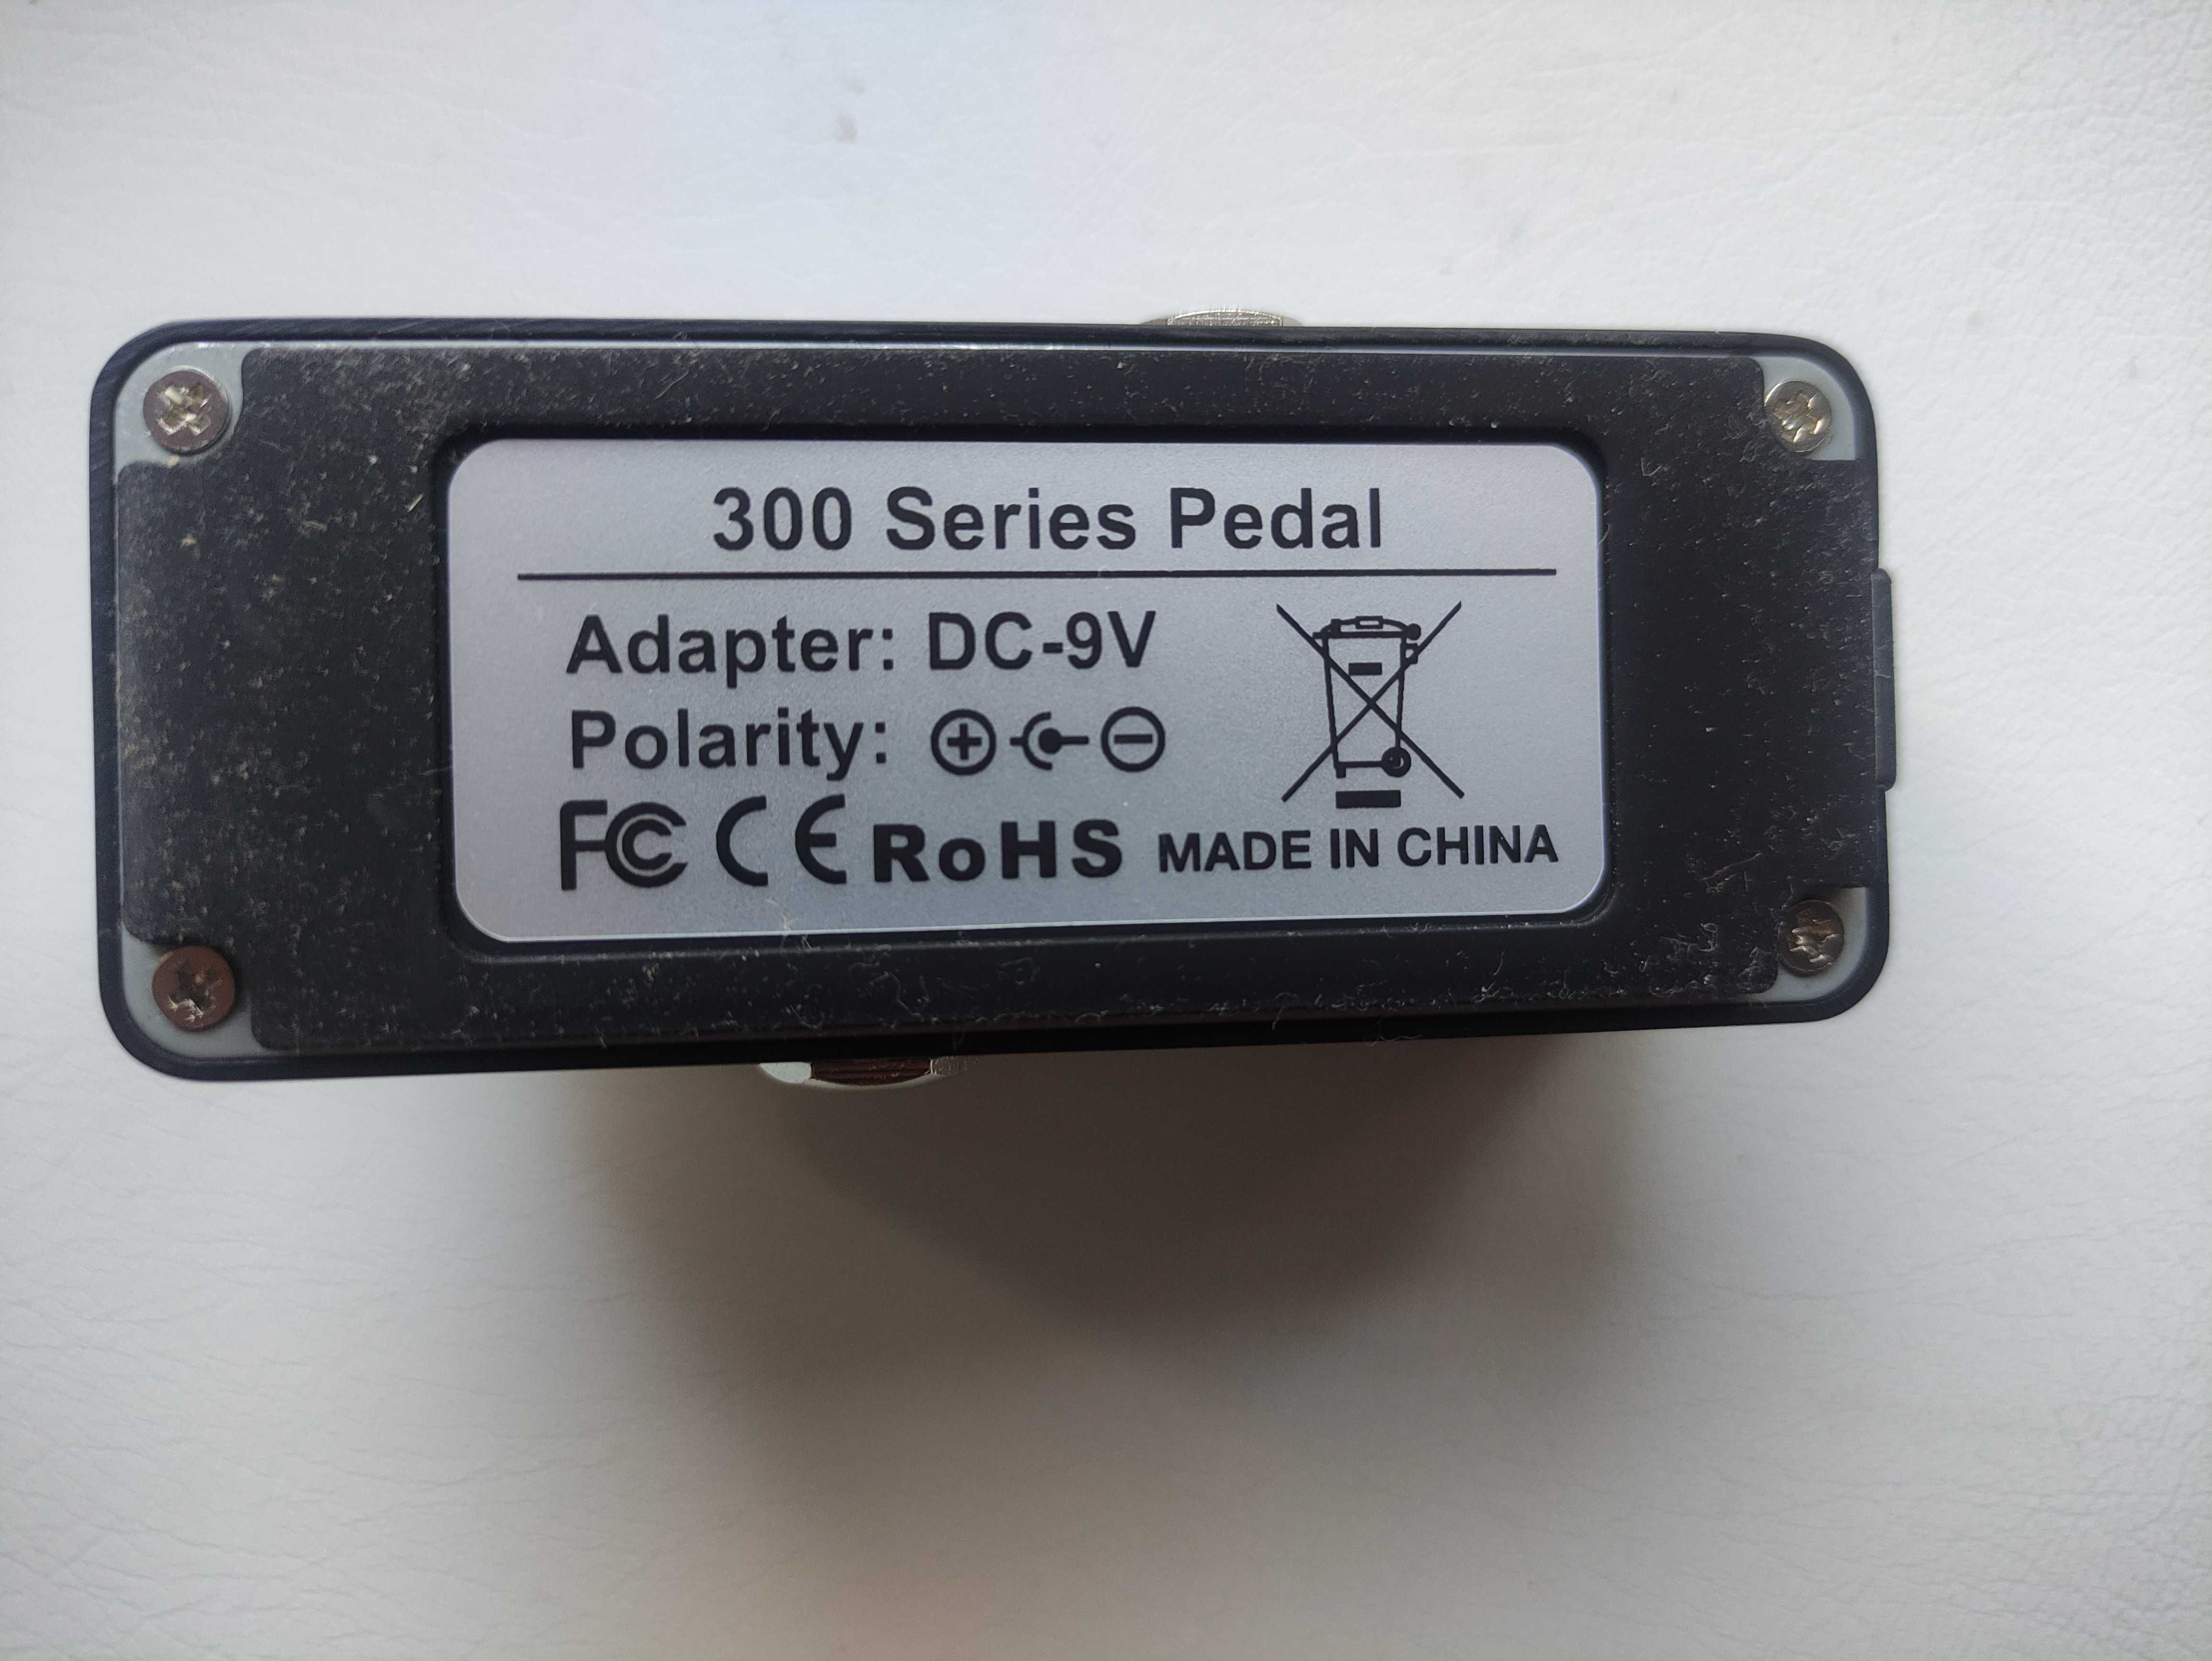 300 Series Pedal
Adapter: DC-9V
Polarity:
FC CE RoHS MADE IN CHINA